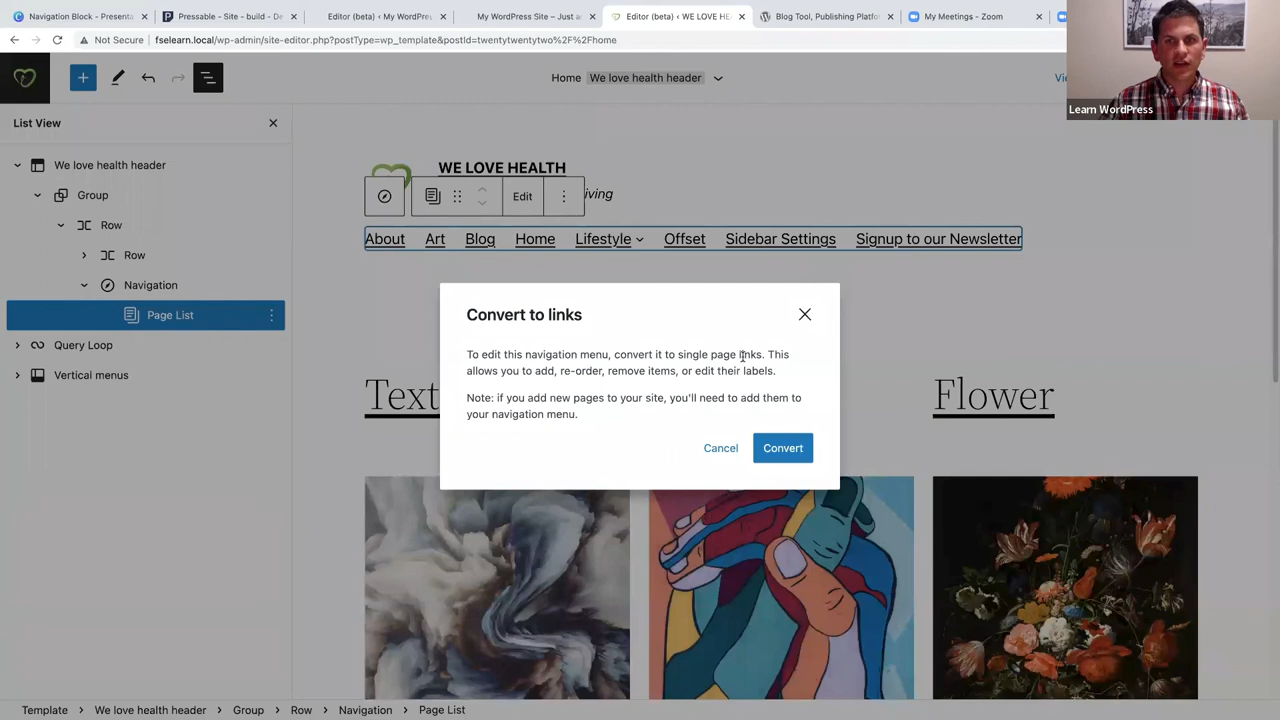 Navigation Block - Presenta
Pressable - Site - build - De
Editor (beta) ‹ My WordPre
My WordPress Site – Just a
Editor (beta) ‹ WE LOVE HE
Blog Tool, Publishing Platfo
My Meetings - Zoom
Not Secure
fselearn.local/wp-admin/site-editor.php?postType=wp_template&postId=twentytwentytwo%2F%2Fhome
Home We love health header
Learn WordPress
List View
We love health header
Group
Row
Row
Navigation
Page List
Query Loop
Vertical menus
WE LOVE HEALTH
Edit
About Art Blog Home Lifestyle Offset Sidebar Settings Signup to our Newsletter
Convert to links
To edit this navigation menu, convert it to single page links. This
allows you to add, re-order, remove items, or edit their labels.
Note: if you add new pages to your site, you'll need to add them to
your navigation menu.
Cancel Convert
Text
Flower
Template › We love health header › Group › Row › Navigation › Page List